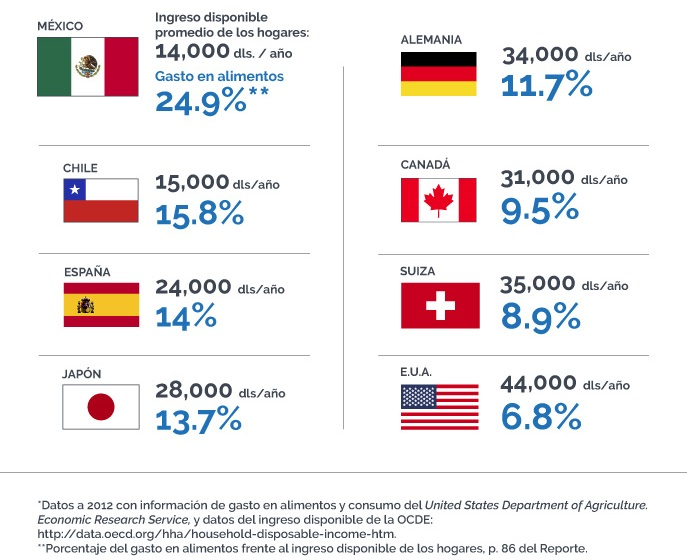 MÉXICO
Ingreso disponible
promedio de los hogares:
14,000 dls. / año
Gasto en alimentos
24.9%**
CHILE
15,000 dls/año
15.8%
ESPAÑA
24,000 dls/año
14%
JAPÓN
28,000 dls/año
13.7%
ALEMANIA
34,000 dls/año
11.7%
CANADÁ
31,000 dls/año
9.5%
SUIZA
35,000 dls/año
8.9%
E.U.A.
44,000 dls/año
6.8%
*Datos a 2012 con información de gasto en alimentos y consumo del United States Department of Agriculture.
Economic Research Service, y datos del ingreso disponible de la OCDE:
http://data.oecd.org/hha/household-disposable-income-htm.
**Porcentaje del gasto en alimentos frente al ingreso disponible de los hogares, p. 86 del Reporte.